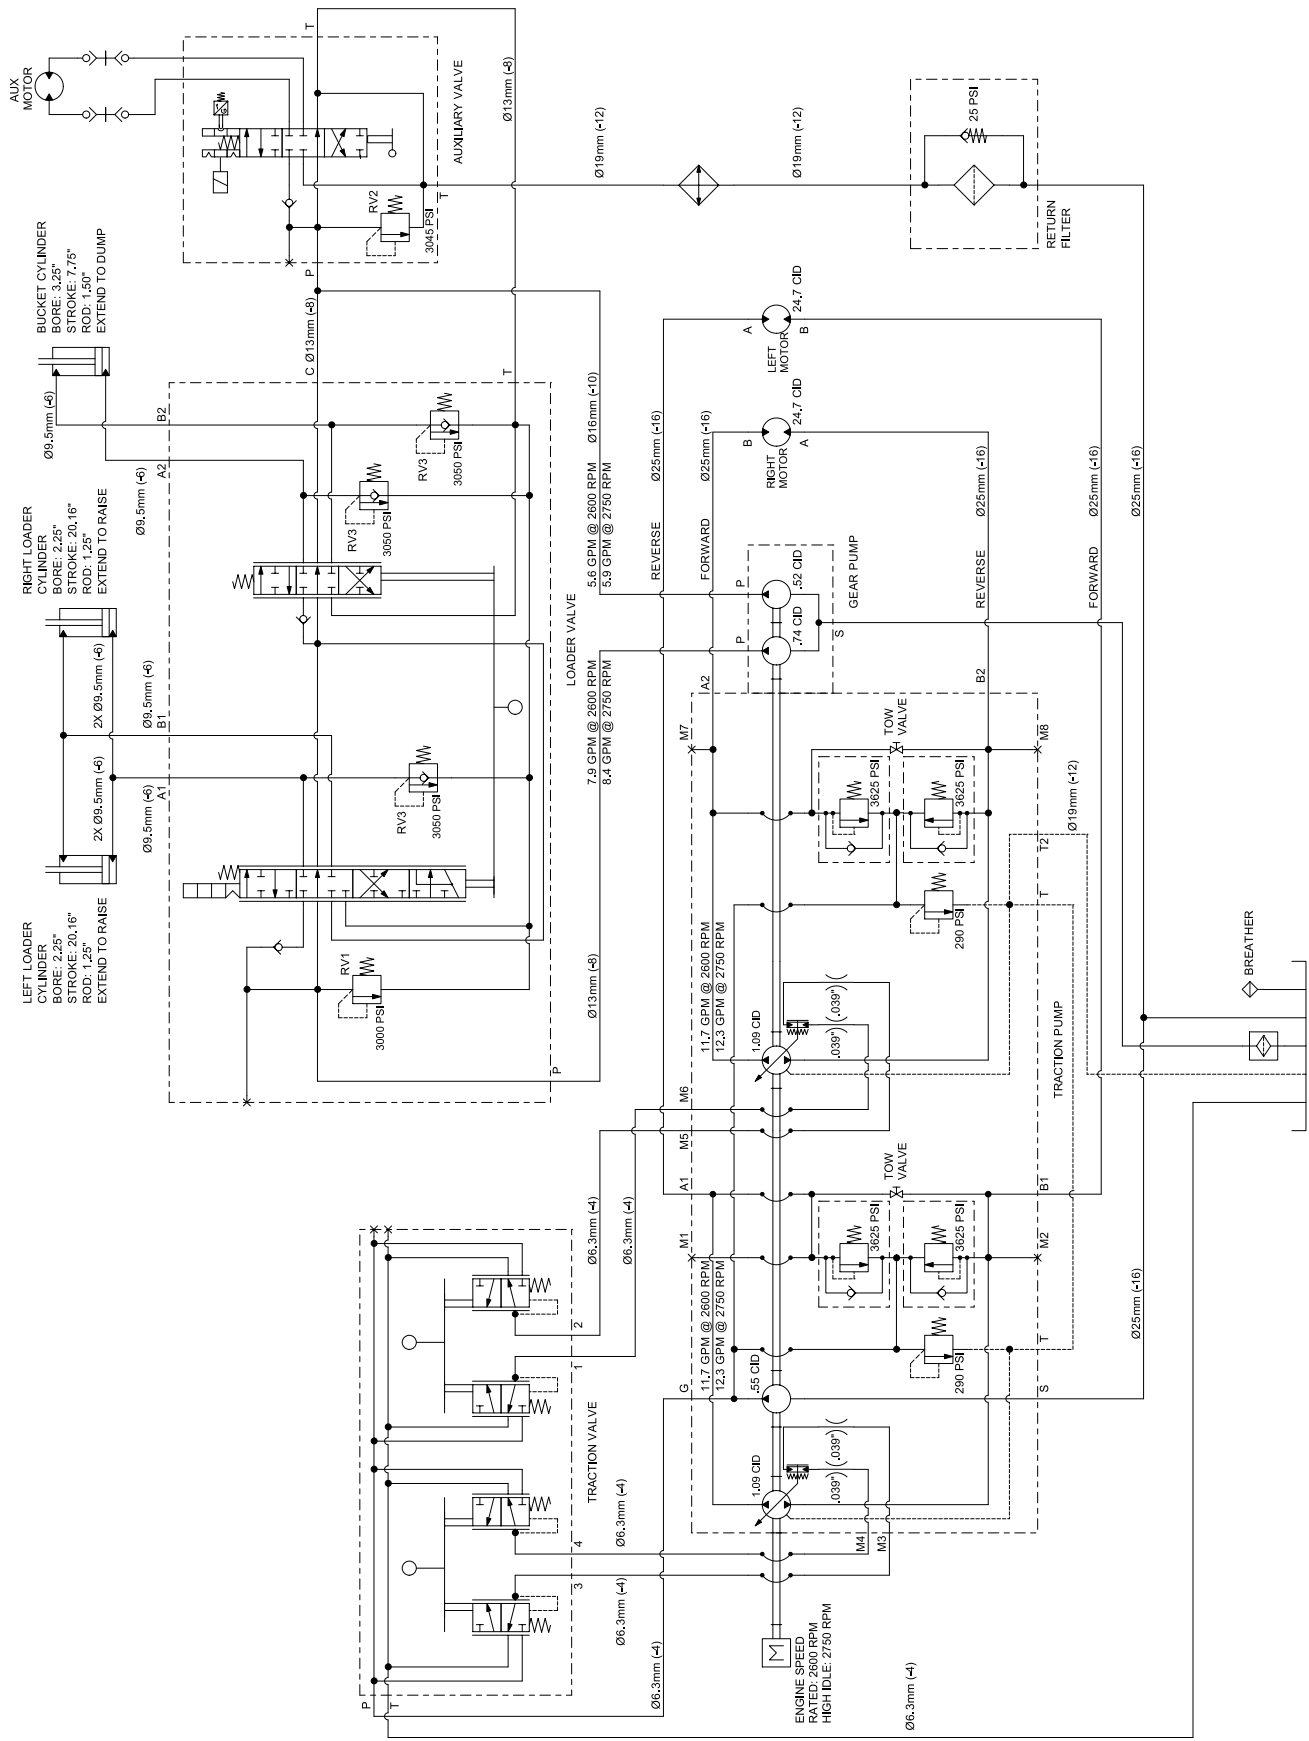 AUX
MOTOR
AUXILIARY VALVE
T
Ø13mm (-8)
RV2
3045 PSI
T
P
Ø19mm (-12)
Ø19mm (-12)
25 PSI
RETURN
FILTER
BUCKET CYLINDER
BORE: 3.25"
STROKE: 7.75"
ROD: 1.50"
EXTEND TO DUMP
Ø9.5mm (-6)
B2
A2
Ø9.5mm (-6)
C
Ø13mm (-8)
T
RV3
3050 PSI
RV3
3050 PSI
RIGHT LOADER
CYLINDER
BORE: 2.25"
STROKE: 20.16"
ROD: 1.25"
EXTEND TO RAISE
2X Ø9.5mm (-6)
Ø9.5mm (-6)
B1
2X Ø9.5mm (-6)
Ø9.5mm (-6)
A1
LOADER VALVE
RV3
3050 PSI
LEFT LOADER
CYLINDER
BORE: 2.25"
STROKE: 20.16"
ROD: 1.25"
EXTEND TO RAISE
RV1
3000 PSI
P
Ø13mm (-8)
7.9 GPM @ 2600 RPM
8.4 GPM @ 2750 RPM
5.6 GPM @ 2600 RPM
5.9 GPM @ 2750 RPM
Ø16mm (-10)
REVERSE
Ø25mm (-16)
FORWARD
Ø25mm (-16)
A
B
LEFT
MOTOR
24.7 CID
B
A
RIGHT
MOTOR
24.7 CID
REVERSE
Ø25mm (-16)
FORWARD
Ø25mm (-16)
Ø25mm (-16)
P
.52 CID
P
.74 CID
S
GEAR PUMP
A2
B2
M7
M8
TOW
VALVE
3625 PSI
3625 PSI
290 PSI
T2
T
Ø19mm (-12)
11.7 GPM @ 2600 RPM
12.3 GPM @ 2750 RPM
1.09 CID
.039"
.039"
TRACTION PUMP
BREATHER
M6
M5
A1
B1
M1
M2
TOW
VALVE
3625 PSI
3625 PSI
290 PSI
T
11.7 GPM @ 2600 RPM
12.3 GPM @ 2750 RPM
G
.55 CID
S
Ø25mm (-16)
1.09 CID
.039"
.039"
M4
M3
Ø6.3mm (-4)
Ø6.3mm (-4)
2
1
TRACTION VALVE
4
3
Ø6.3mm (-4)
Ø6.3mm (-4)
P
T
Ø6.3mm (-4)
M
ENGINE SPEED
RATED: 2600 RPM
HIGH IDLE: 2750 RPM
Ø6.3mm (-4)